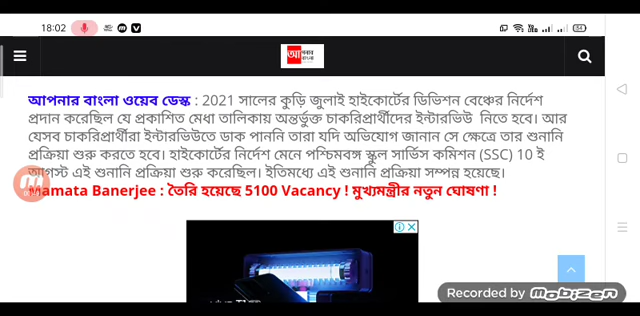 18:02
54
আপনার
বাংলা
আপনার বাংলা ওয়েব ডেস্ক : 2021 সালের কুড়ি জুলাই হাইকোর্টের ডিভিশন বেঞ্চের নির্দেশ
প্রদান করেছিল যে প্রকাশিত মেধা তালিকায় অন্তর্ভুক্ত চাকরিপ্রার্থীদের ইন্টারভিউ নিতে হবে। আর
যেসব চাকরিপ্রার্থীরা ইন্টারভিউতে ডাক পাননি তারা যদি অভিযোগ জানান সে ক্ষেত্রে তার শুনানি
প্রক্রিয়া শুরু করতে হবে। হাইকোর্টের নির্দেশ মেনে পশ্চিমবঙ্গ স্কুল সার্ভিস কমিশন (SSC) 10 ই
আগস্ট এই শুনানি প্রক্রিয়া শুরু করেছিল। ইতিমধ্যে এই শুনানি প্রক্রিয়া সম্পন্ন হয়েছে।
Mamata Banerjee : তৈরি হয়েছে 5100 Vacancy ! মুখ্যমন্ত্রীর নতুন ঘোষণা !
Recorded by mobizen